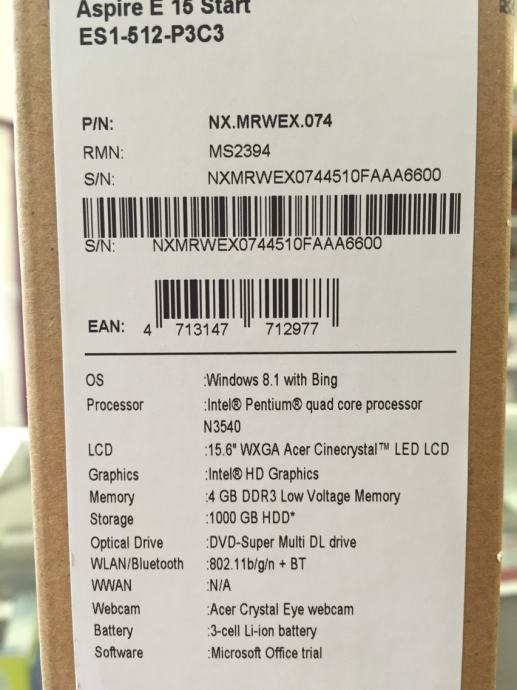 Aspire E 15 Start
ES1-512-P3C3
P/N: NX.MRWEX.074
RMN: MS2394
S/N: NXMRWEX0744510FAAA6600
S/N: NXMRWEX0744510FAAA6600
EAN: 4 713147 712977
OS :Windows 8.1 with Bing
Processor :Intel® Pentium® quad core processor
N3540
LCD :15.6" WXGA Acer Cinecrystal™ LED LCD
Graphics :Intel® HD Graphics
Memory :4 GB DDR3 Low Voltage Memory
Storage :1000 GB HDD*
Optical Drive :DVD-Super Multi DL drive
WLAN/Bluetooth :802.11b/g/n + BT
WWAN :N/A
Webcam :Acer Crystal Eye webcam
Battery :3-cell Li-ion battery
Software :Microsoft Office trial